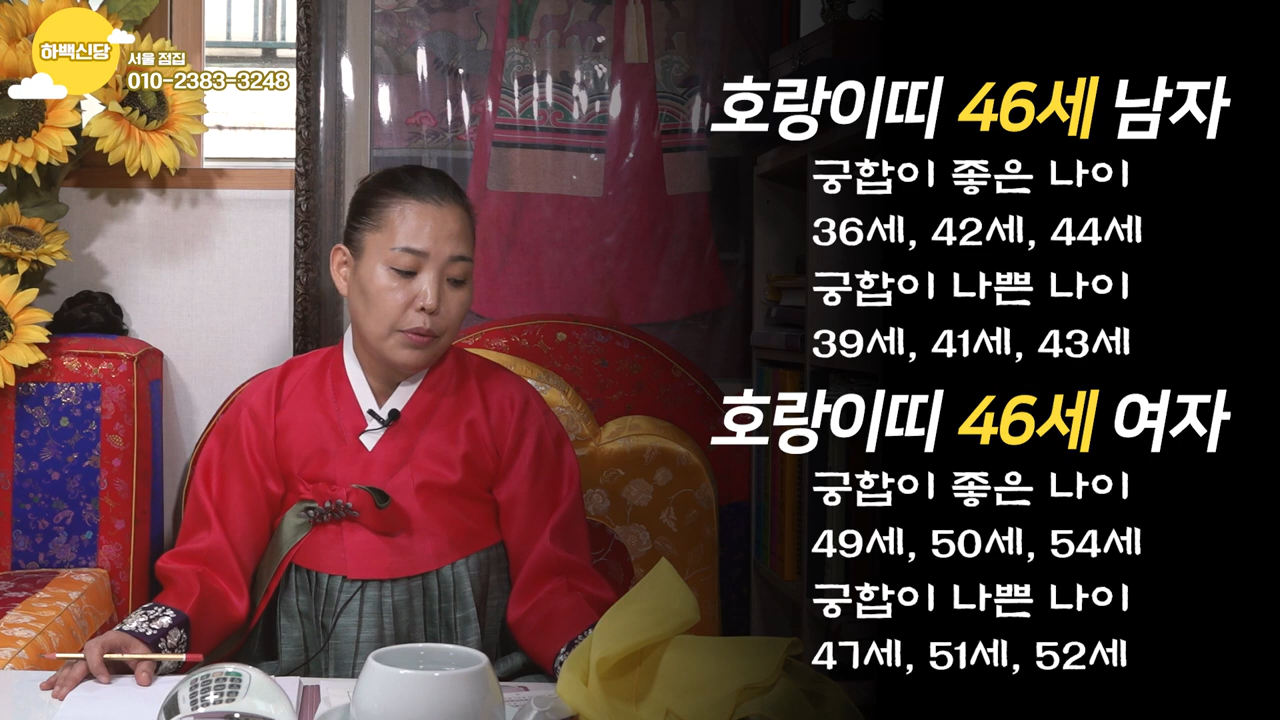 하백신당
서울 점집
010-2383-3248
호랑이띠 46세 남자
궁합이 좋은 나이
36세, 42세, 44세
궁합이 나쁜 나이
39세, 41세, 43세
호랑이띠 46세 여자
궁합이 좋은 나이
49세, 50세, 54세
궁합이 나쁜 나이
47세, 51세, 52세